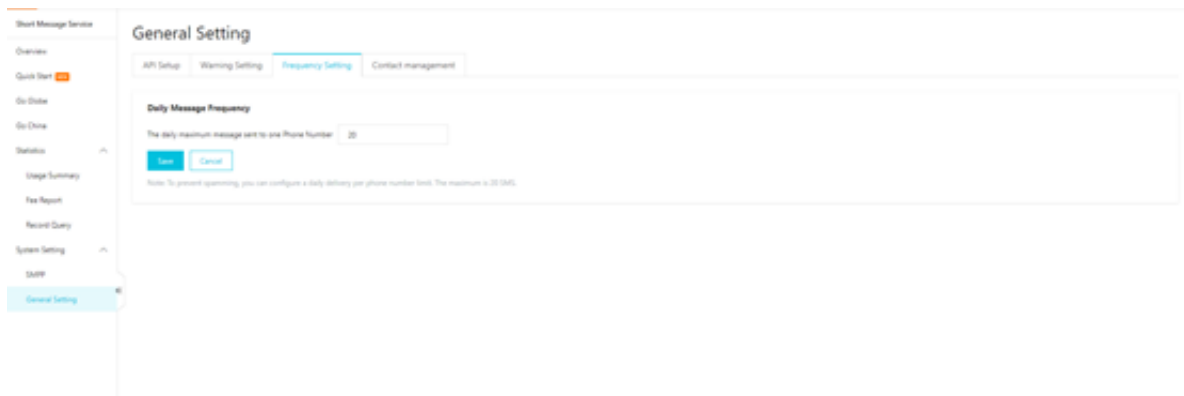 Short Message Service
Overview
Quick Start
Go Globe
Go China
Statistics
Usage Summary
Fee Report
Record Query
System Setting
SMPP
General Setting
General Setting
API Setup Warning Setting Frequency Setting Contact management
Daily Message Frequency
The daily maximum message sent to one Phone Number 20
Save Cancel
Note: To prevent spamming, you can configure a daily delivery per phone number limit. The maximum is 20 SMS.